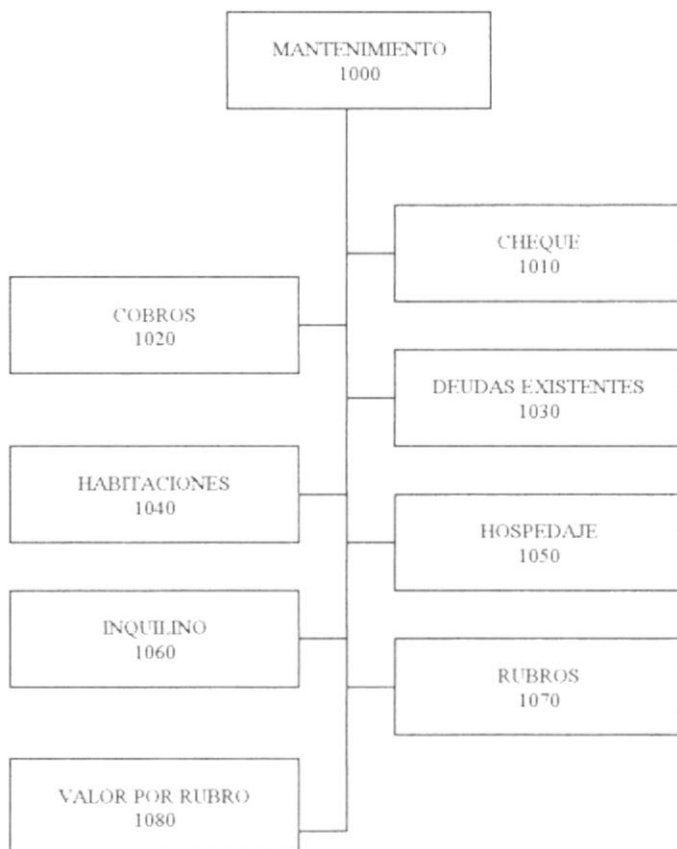 MANTENIMIENTO
1000
CHEQUE
1010
COBROS
1020
DEUDAS EXISTENTES
1030
HABITACIONES
1040
HOSPEDAJE
1050
INQUILINO
1060
RUBROS
1070
VALOR POR RUBRO
1080